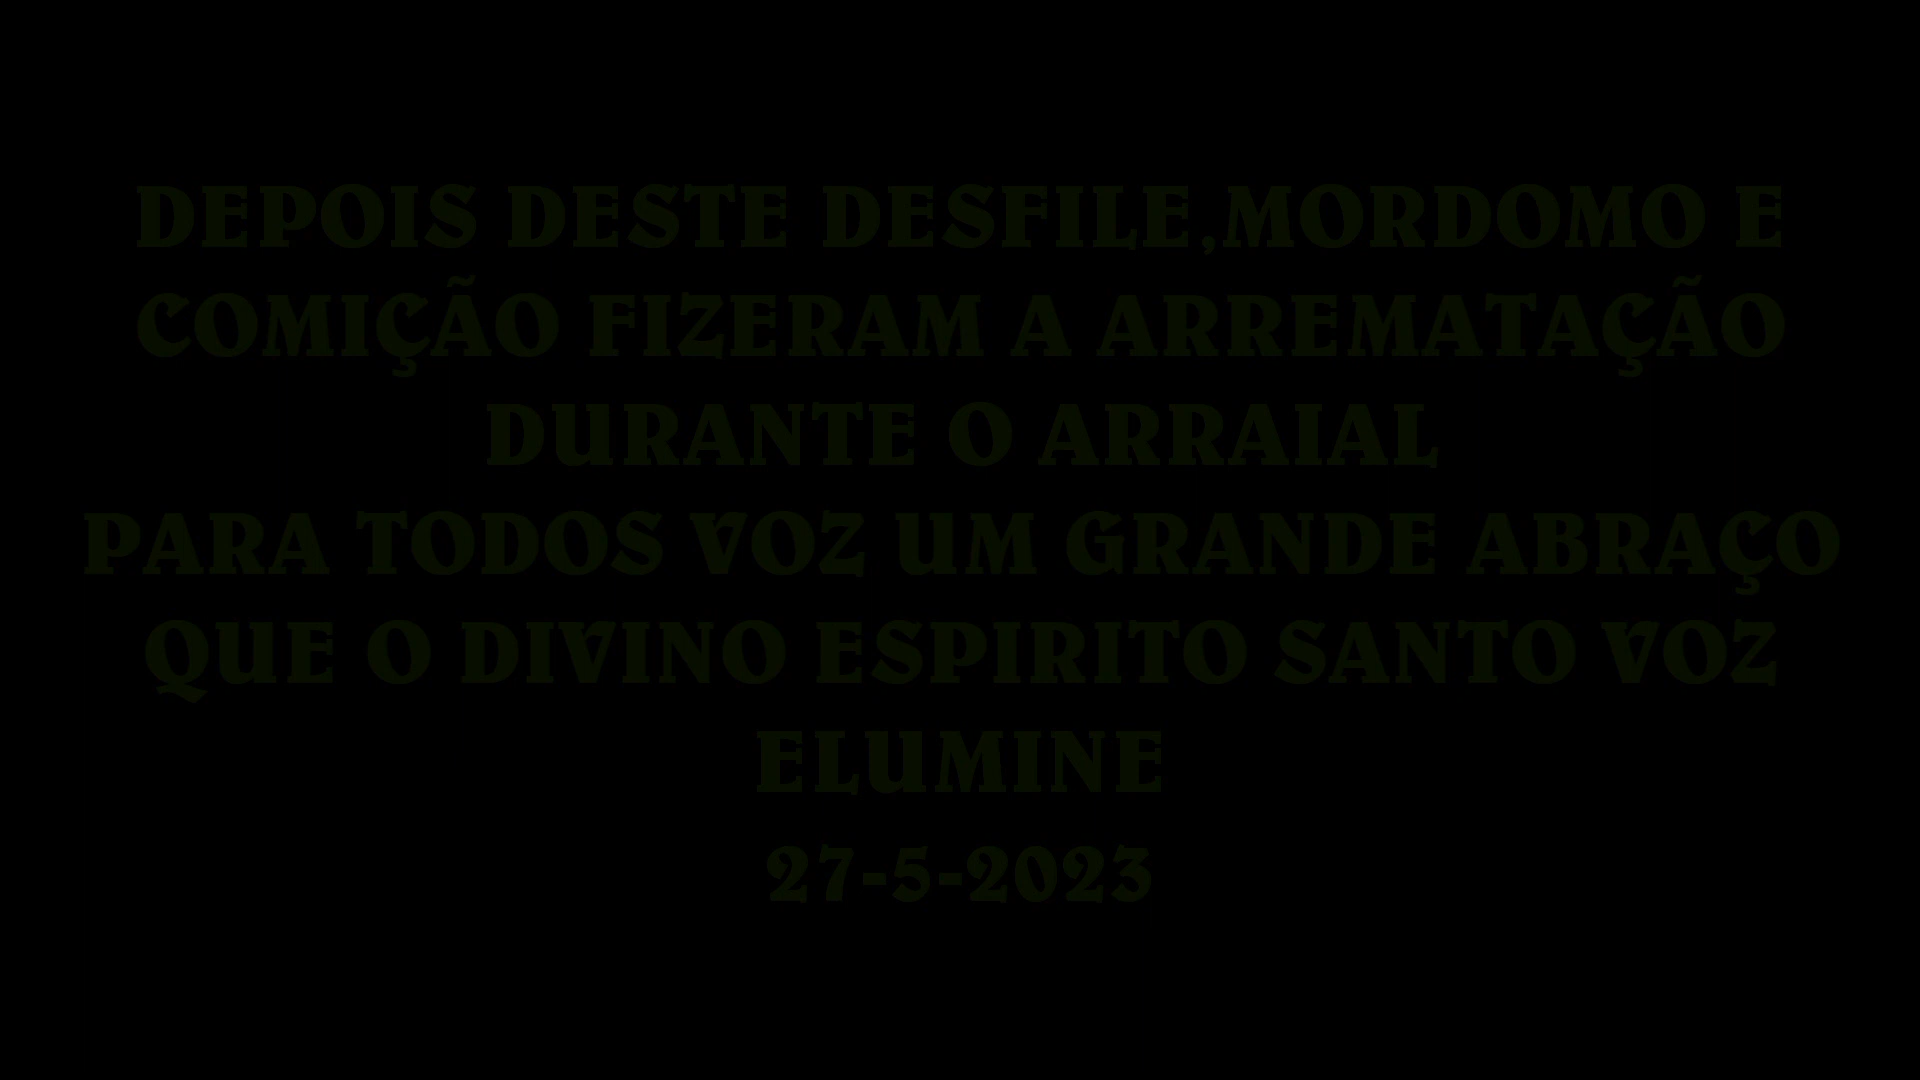 DEPOIS DESTE DESFILE,MORDOMO E
COMIÇÃO FIZERAM A ARREMATAÇÃO
DURANTE O ARRAIAL
PARA TODOS VOZ UM GRANDE ABRAÇO
QUE O DIVINO ESPIRITO SANTO VOZ
ELUMINE
27-5-2023